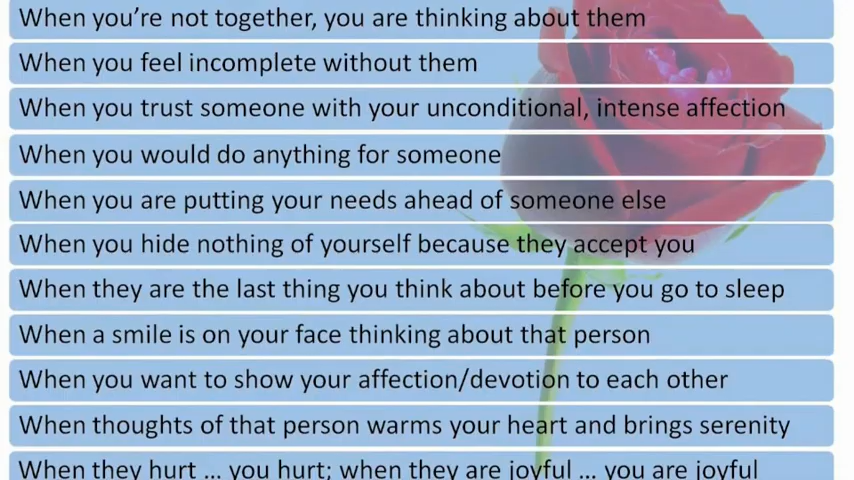 When you’re not together, you are thinking about them
When you feel incomplete without them
When you trust someone with your unconditional, intense affection
When you would do anything for someone
When you are putting your needs ahead of someone else
When you hide nothing of yourself because they accept you
When they are the last thing you think about before you go to sleep
When a smile is on your face thinking about that person
When you want to show your affection/devotion to each other
When thoughts of that person warms your heart and brings serenity
When they hurt … you hurt; when they are joyful … you are joyful